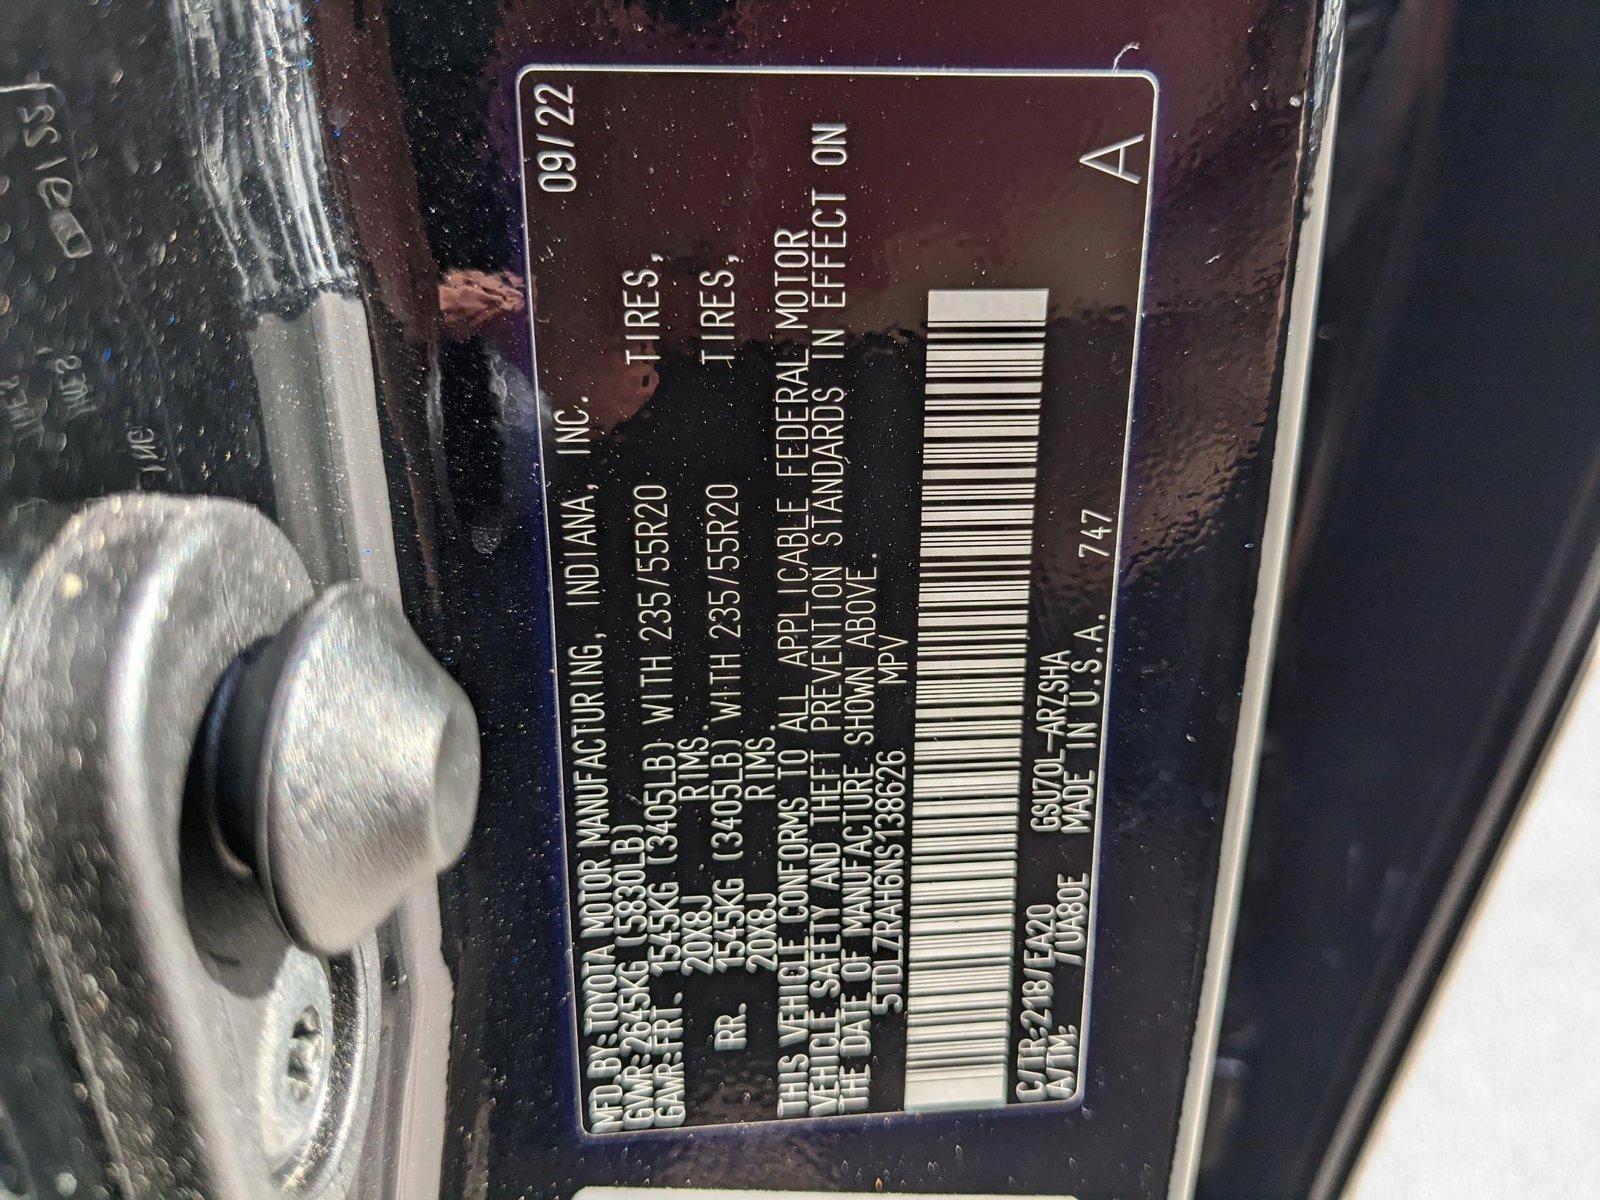 MFD.BY:TOYOTA MOTOR MANUFACTURING, INDIANA, INC. 09/22
GVWR:2645KG (5830LB)
GAWR:FRT. 1545KG (3405LB) WITH 235/55R20 TIRES,
20X8J RIMS
RR. 1545KG (3405LB) WITH 235/55R20 TIRES,
20X8J RIMS.
THIS VEHICLE CONFORMS TO ALL APPLICABLE FEDERAL MOTOR
VEHICLE SAFETY AND THEFT PREVENTION STANDARDS IN EFFECT ON
THE DATE OF MANUFACTURE SHOWN ABOVE.
5TDLZRAH6NS138626 MPV
C/TR:218/EA20 GSU70L-ARZSHA
A/TM: /UA80E MADE IN U.S.A. 747 A